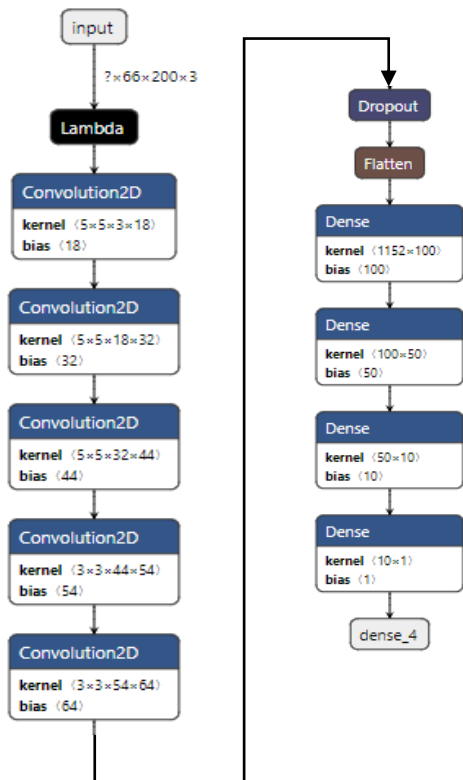 input
?×66×200×3
Lambda
Convolution2D
kernel ⟨5×5×3×18⟩
bias ⟨18⟩
Convolution2D
kernel ⟨5×5×18×32⟩
bias ⟨32⟩
Convolution2D
kernel ⟨5×5×32×44⟩
bias ⟨44⟩
Convolution2D
kernel ⟨3×3×44×54⟩
bias ⟨54⟩
Convolution2D
kernel ⟨3×3×54×64⟩
bias ⟨64⟩
Dropout
Flatten
Dense
kernel ⟨1152×100⟩
bias ⟨100⟩
Dense
kernel ⟨100×50⟩
bias ⟨50⟩
Dense
kernel ⟨50×10⟩
bias ⟨10⟩
Dense
kernel ⟨10×1⟩
bias ⟨1⟩
dense_4